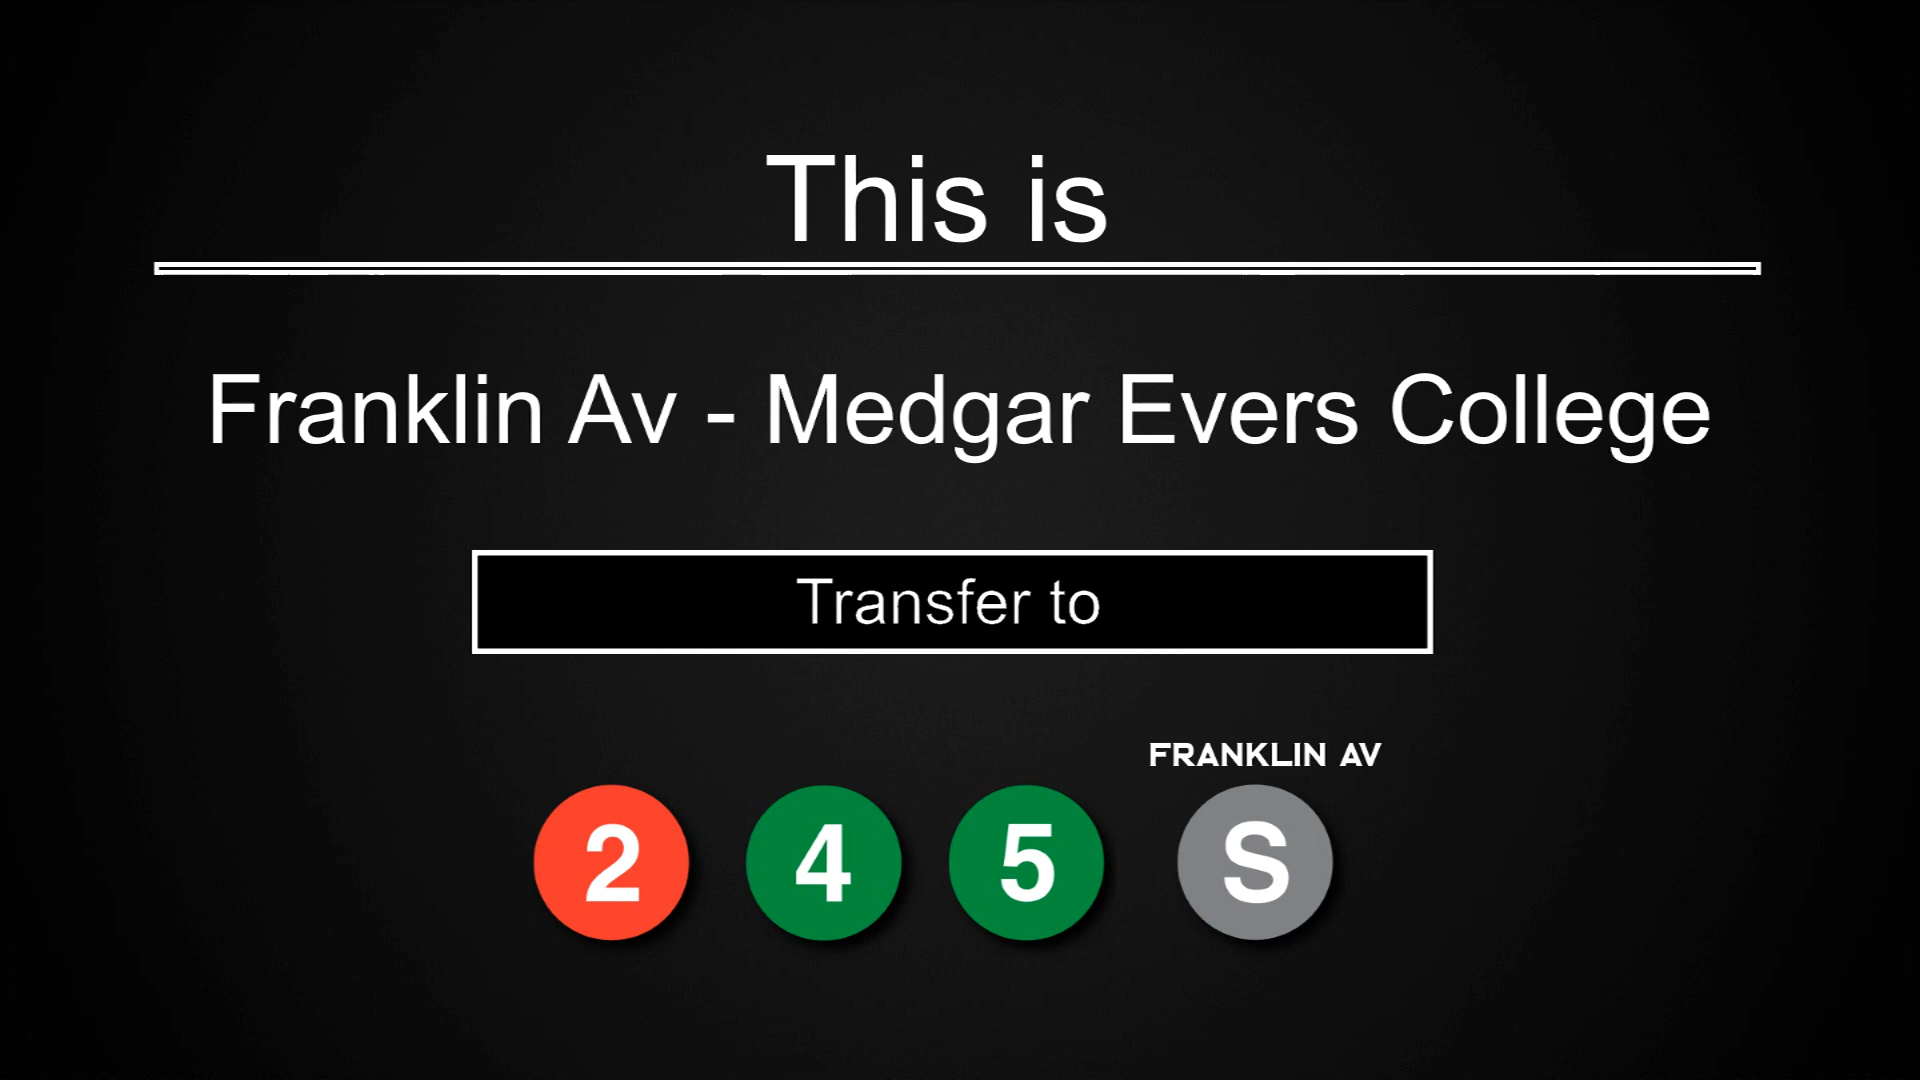 This is
Franklin Av - Medgar Evers College
Transfer to
FRANKLIN AV
2 4 5 S